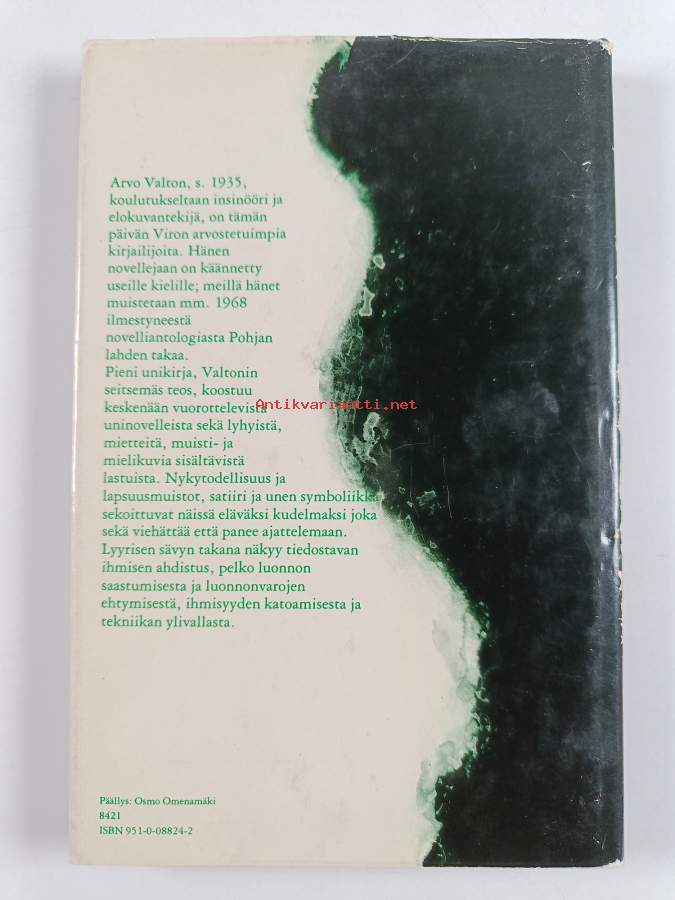 Arvo Valton, s. 1935,
koulutukseltaan insinööri ja
elokuvantekijä, on tämän
päivän Viron arvostetuimpia
kirjailijoita. Hänen
novellejaan on käännetty
useille kielille; meillä hänet
muistetaan mm. 1968
ilmestyneestä
novelliantologiasta Pohjan
lahden takaa.
Pieni unikirja, Valtonin
seitsemäs teos, koostuu
keskenään vuorottelevista
Antikvarisatti.net
uninovelleista sekä lyhyistä,
mietteitä, muisti- ja
mielikuvia sisältävistä
lastuista. Nykytodellisuus ja
lapsuusmuistot, satiiri ja unen symboliikka
sekoittuvat näissä eläväksi kudelmaksi joka
sekä viehättää että panee ajattelemaan.
Lyyrisen sävyn takana näkyy tiedostavan
ihmisen ahdistus, pelko luonnon
saastumisesta ja luonnonvarojen
ehtymisestä, ihmisyyden katoamisesta ja
tekniikan ylivallasta.
Päällys: Osmo Omenamäki
8421
ISBN 951-0-08824-2